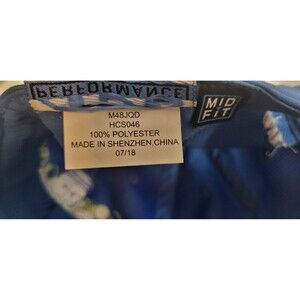 PERFORMANCE
MID
FIT
M48JQD
HCS046
100% POLYESTER
MADE IN SHENZHEN,CHINA
07/18